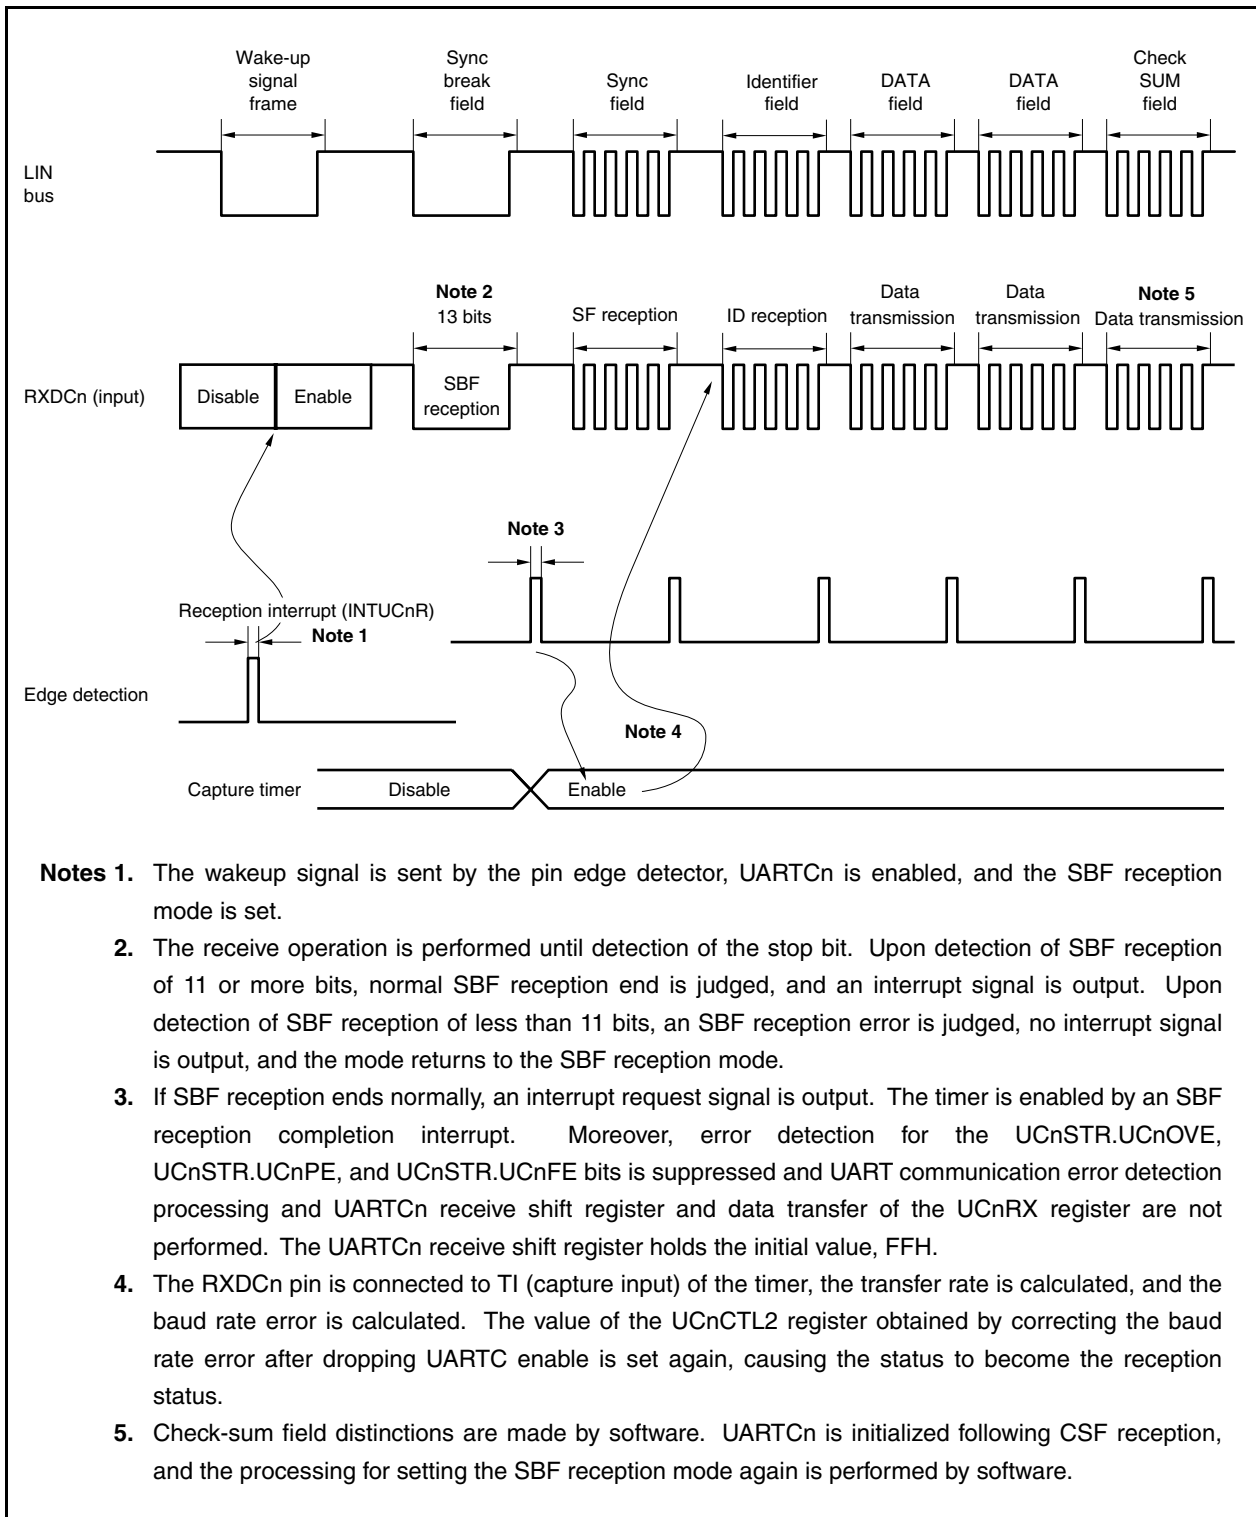 Wake-up
signal
frame
Sync
break
field
Sync
field
Identifier
field
DATA
field
DATA
field
Check
SUM
field
LIN
bus
Note 2
13 bits
SF reception
ID reception
Data
transmission
Data
transmission
Note 5
Data transmission
RXDCn (input)
Disable
Enable
SBF
reception
Note 3
Reception interrupt (INTUCnR)
Note 1
Edge detection
Note 4
Capture timer
Disable
Enable
Notes 1. The wakeup signal is sent by the pin edge detector, UARTCn is enabled, and the SBF reception
mode is set.
2. The receive operation is performed until detection of the stop bit. Upon detection of SBF reception
of 11 or more bits, normal SBF reception end is judged, and an interrupt signal is output. Upon
detection of SBF reception of less than 11 bits, an SBF reception error is judged, no interrupt signal
is output, and the mode returns to the SBF reception mode.
3. If SBF reception ends normally, an interrupt request signal is output. The timer is enabled by an SBF
reception completion interrupt. Moreover, error detection for the UCnSTR.UCnOVE,
UCnSTR.UCnPE, and UCnSTR.UCnFE bits is suppressed and UART communication error detection
processing and UARTCn receive shift register and data transfer of the UCnRX register are not
performed. The UARTCn receive shift register holds the initial value, FFH.
4. The RXDCn pin is connected to TI (capture input) of the timer, the transfer rate is calculated, and the
baud rate error is calculated. The value of the UCnCTL2 register obtained by correcting the baud
rate error after dropping UARTC enable is set again, causing the status to become the reception
status.
5. Check-sum field distinctions are made by software. UARTCn is initialized following CSF reception,
and the processing for setting the SBF reception mode again is performed by software.